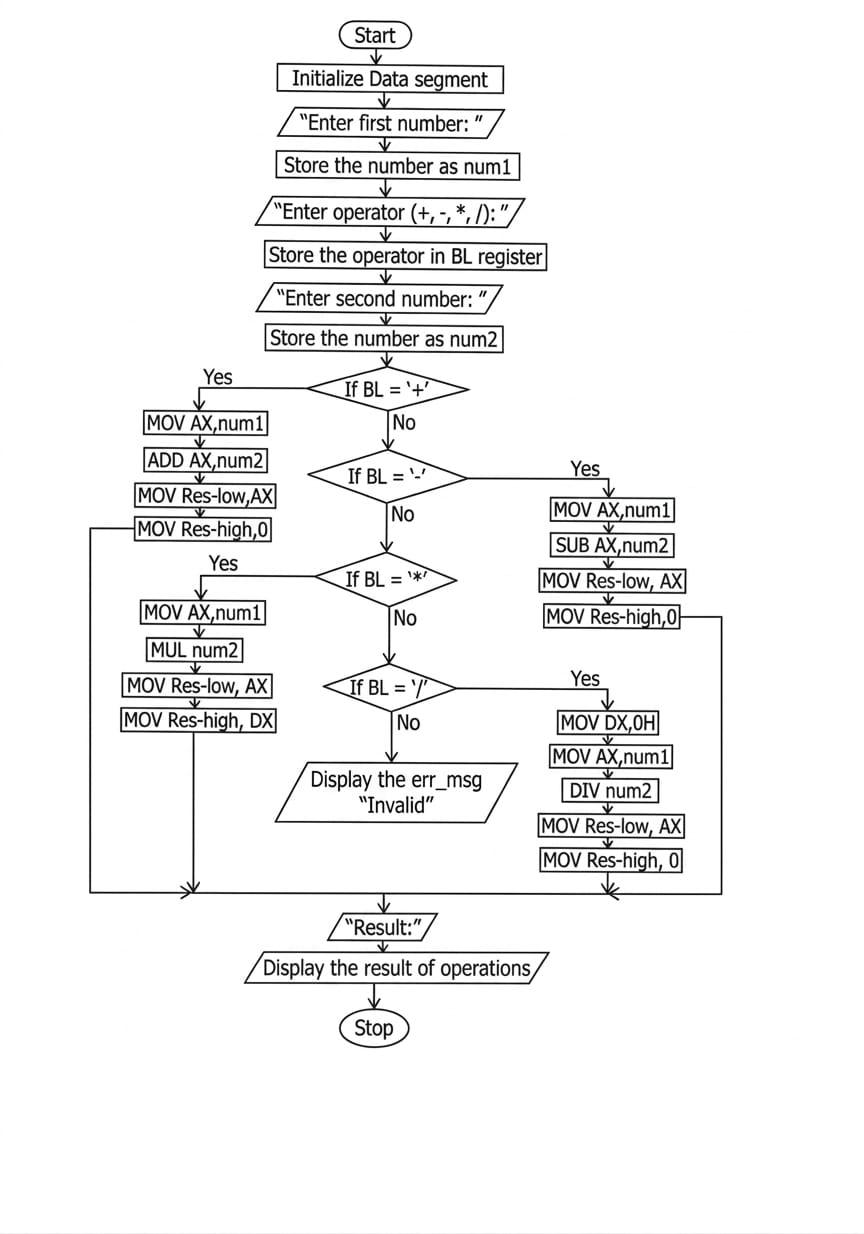 Start
Initialize Data segment
“Enter first number: ”
Store the number as num1
“Enter operator (+, -, *, /): ”
Store the operator in BL register
“Enter second number: ”
Store the number as num2
If BL = ‘+’
Yes
MOV AX,num1
ADD AX,num2
MOV Res-low,AX
MOV Res-high,0
No
If BL = ‘-’
Yes
MOV AX,num1
SUB AX,num2
MOV Res-low, AX
MOV Res-high,0
No
If BL = ‘*’
Yes
MOV AX,num1
MUL num2
MOV Res-low, AX
MOV Res-high, DX
No
If BL = ‘/’
Yes
MOV DX,0H
MOV AX,num1
DIV num2
MOV Res-low, AX
MOV Res-high, 0
No
Display the err_msg
“Invalid”
“Result:”
Display the result of operations
Stop